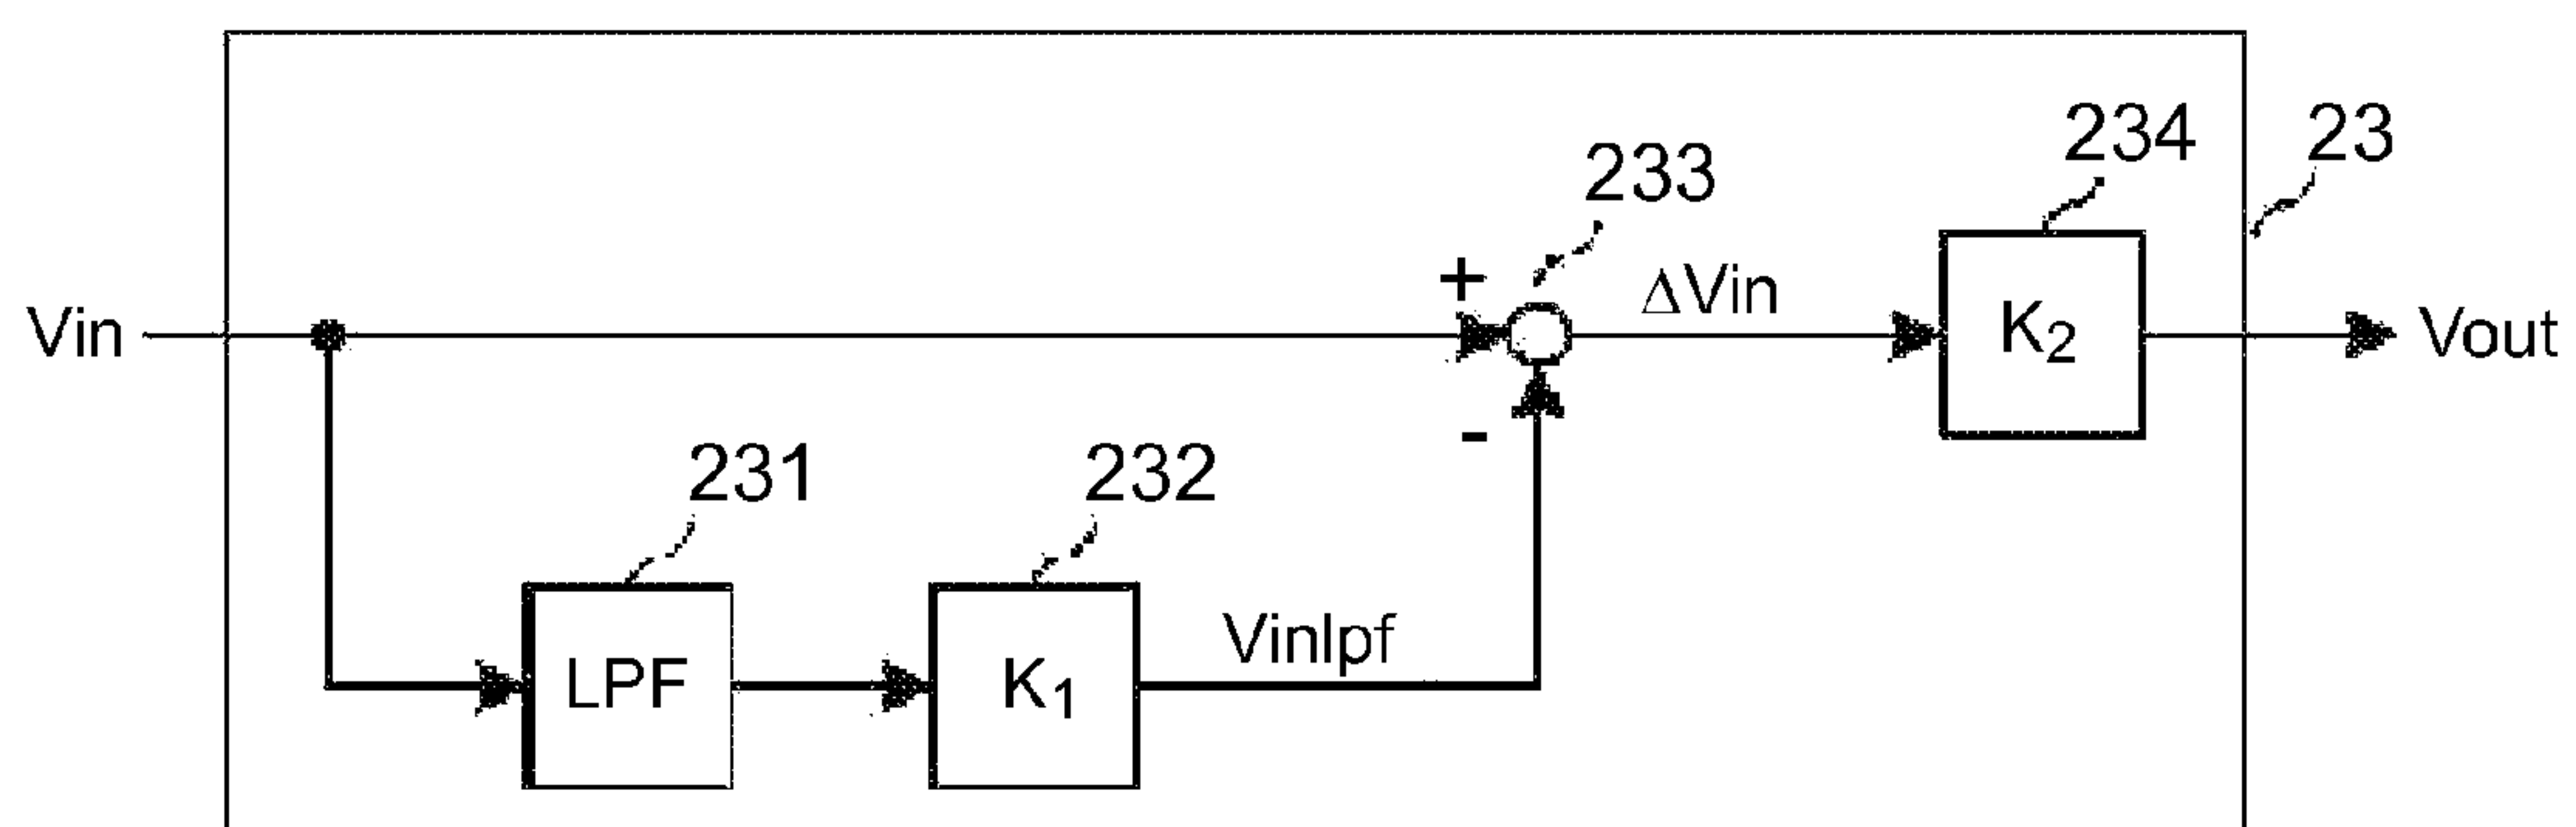 234
23
233
+
ΔVin
Vin
K₂
Vout
-
231
232
Vinlpf
LPF
K₁